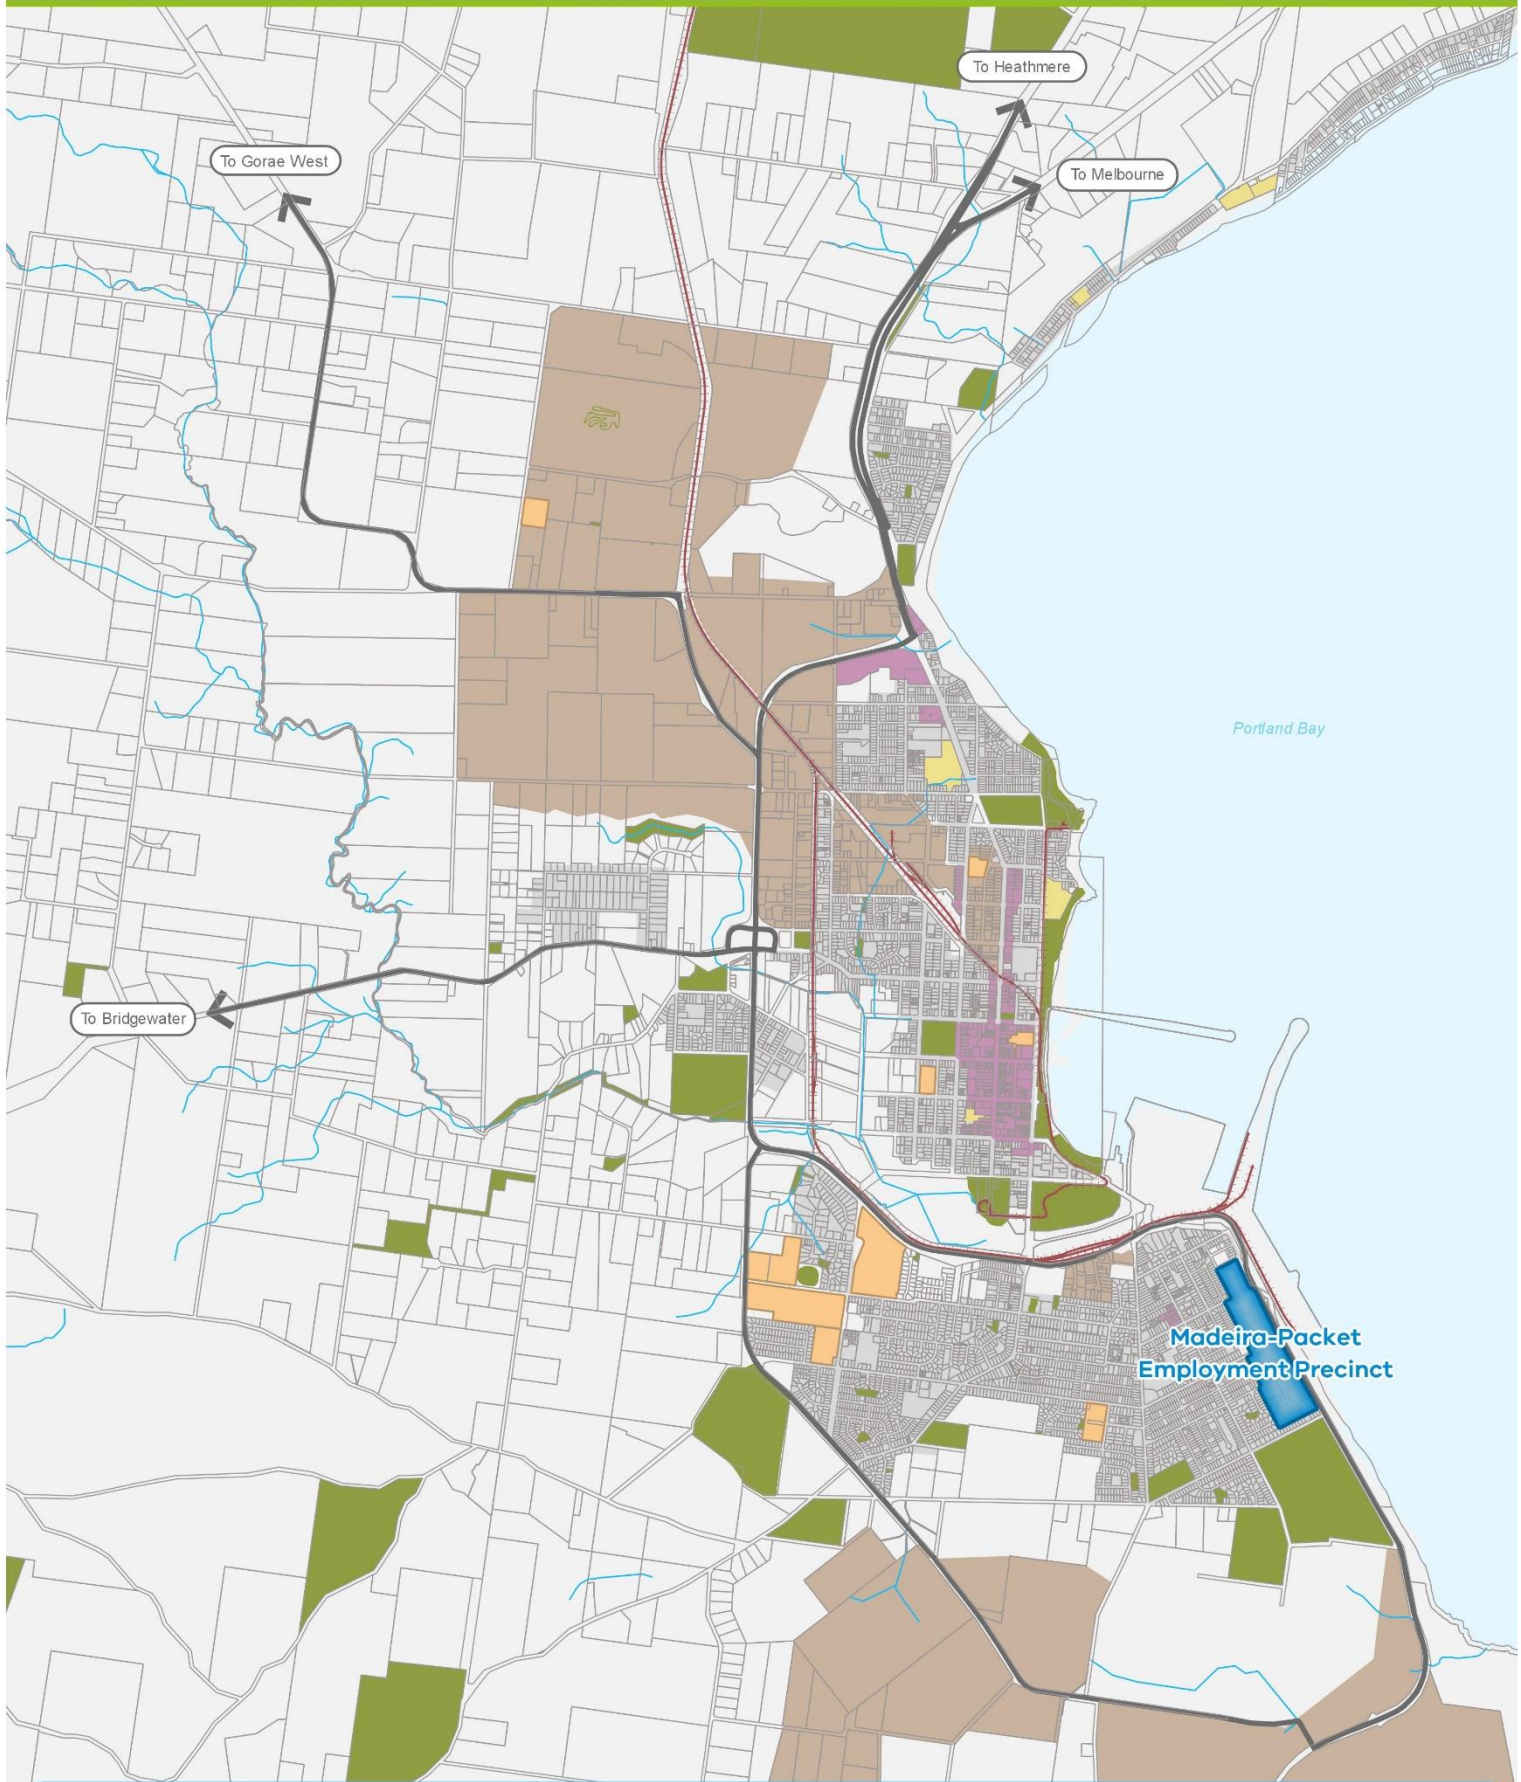 To Heathmere
To Gorae West
To Melbourne
Portland Bay
To Bridgewater
Madeira-Packet
Employment Precinct